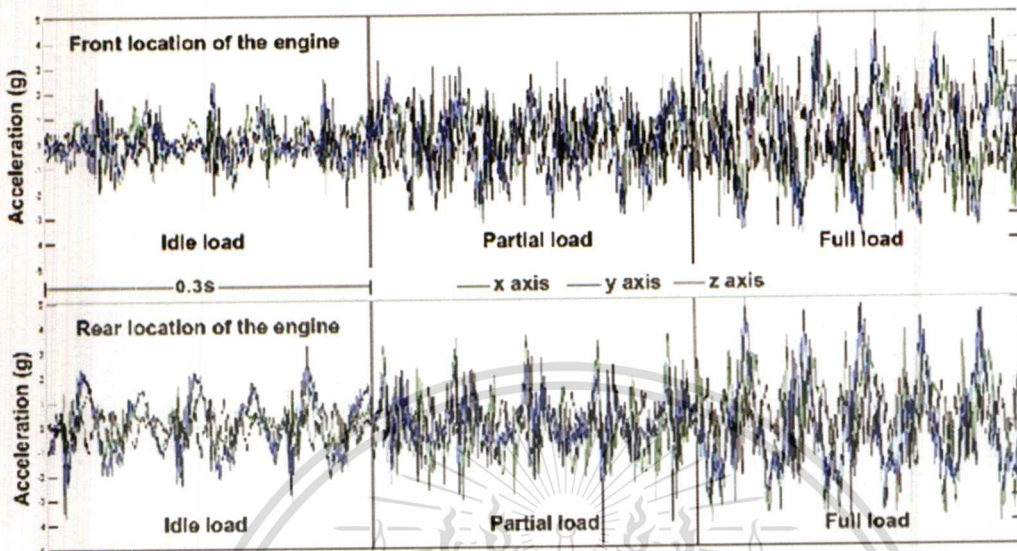 Front location of the engine
Acceleration (g)
Idle load
Partial load
Full load
0.3s
x axis
y axis
z axis
Rear location of the engine
Acceleration (g)
Idle load
Partial load
Full load